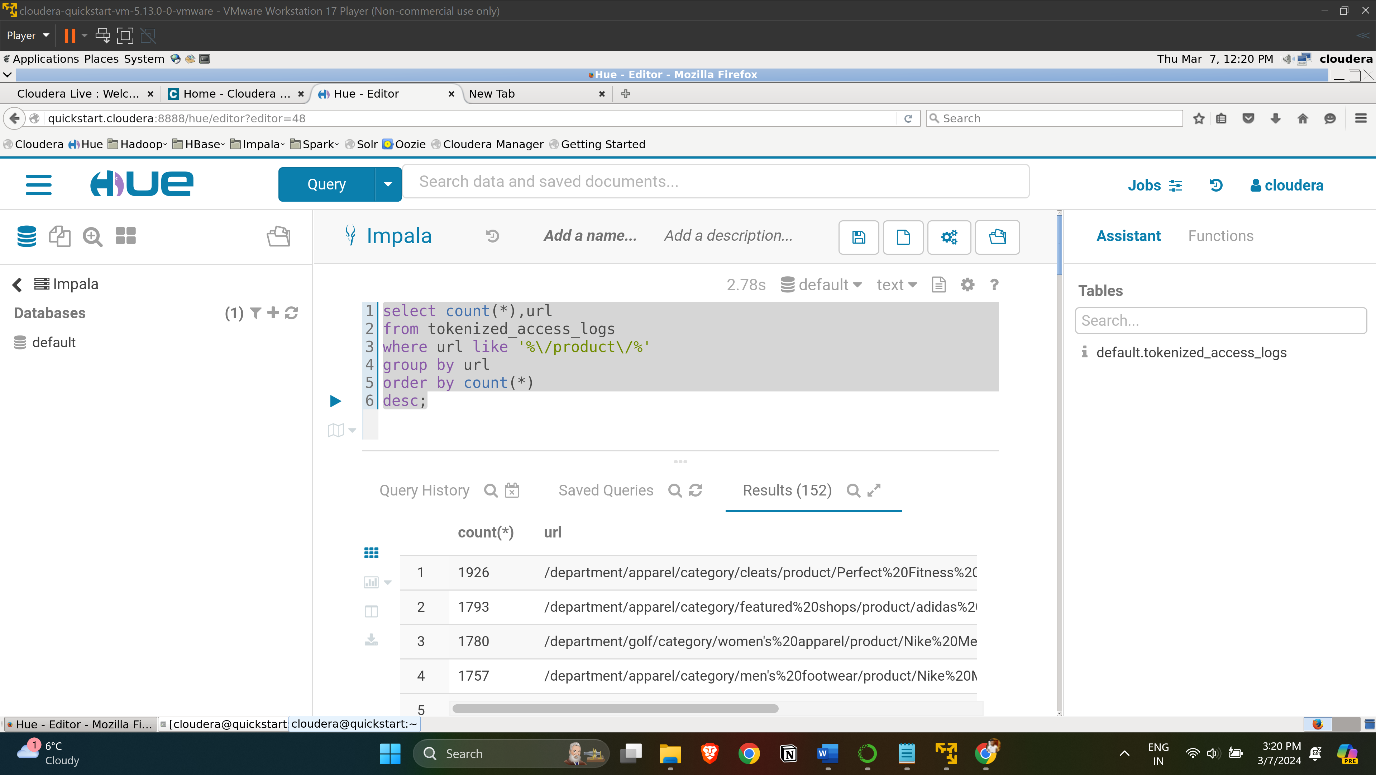 cloudera-quickstart-vm-5.13.0-0-vmware - VMware Workstation 17 Player (Non-commercial use only)
Player
Applications Places System
Thu Mar 7, 12:20 PM
cloudera
Hue - Editor - Mozilla Firefox
Cloudera Live : Welc...
Home - Cloudera ...
Hue - Editor
New Tab
quickstart.cloudera:8888/hue/editor?editor=48
Search
Cloudera Hue Hadoop HBase Impala Spark Solr Oozie Cloudera Manager Getting Started
HUE
Query
Search data and saved documents...
Jobs
cloudera
Impala
Add a name...
Add a description...
Assistant
Functions
Impala
Databases
(1)
default
2.78s
default
text
?
1 select count(*),url
2 from tokenized_access_logs
3 where url like '%\/product\/%'
4 group by url
5 order by count(*)
6 desc;
Tables
Search...
default.tokenized_access_logs
Query History
Saved Queries
Results (152)
count(*) url
1 1926 /department/apparel/category/cleats/product/Perfect%20Fitness%20
2 1793 /department/apparel/category/featured%20shops/product/adidas%20
3 1780 /department/golf/category/women's%20apparel/product/Nike%20Me
4 1757 /department/apparel/category/men's%20footwear/product/Nike%20M
5
Hue - Editor - Mozilla Fi...
[cloudera@quickstart
cloudera@quickstart:~
1
6°C
Cloudy
Search
ENG
IN
3:20 PM
3/7/2024
PRE